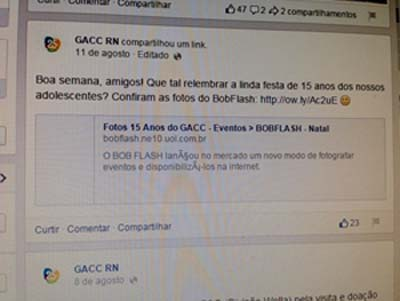 Curtir · Comentar · Compartilhar 47 2 2 compartilhamentos
GACC RN compartilhou um link.
11 de agosto · Editado
Boa semana, amigos! Que tal relembrar a linda festa de 15 anos dos nossos
adolescentes? Confiram as fotos do BobFlash: http://ow.ly/Ac2uE
Fotos 15 Anos do GACC - Eventos > BOBFLASH - Natal
bobflash.ne10.uol.com.br
O BOB FLASH lanÃ§ou no mercado um novo modo de fotografar
eventos e disponibilizÃ¡-los na internet.
Curtir · Comentar · Compartilhar 23
GACC RN
8 de agosto
pela visita e doação